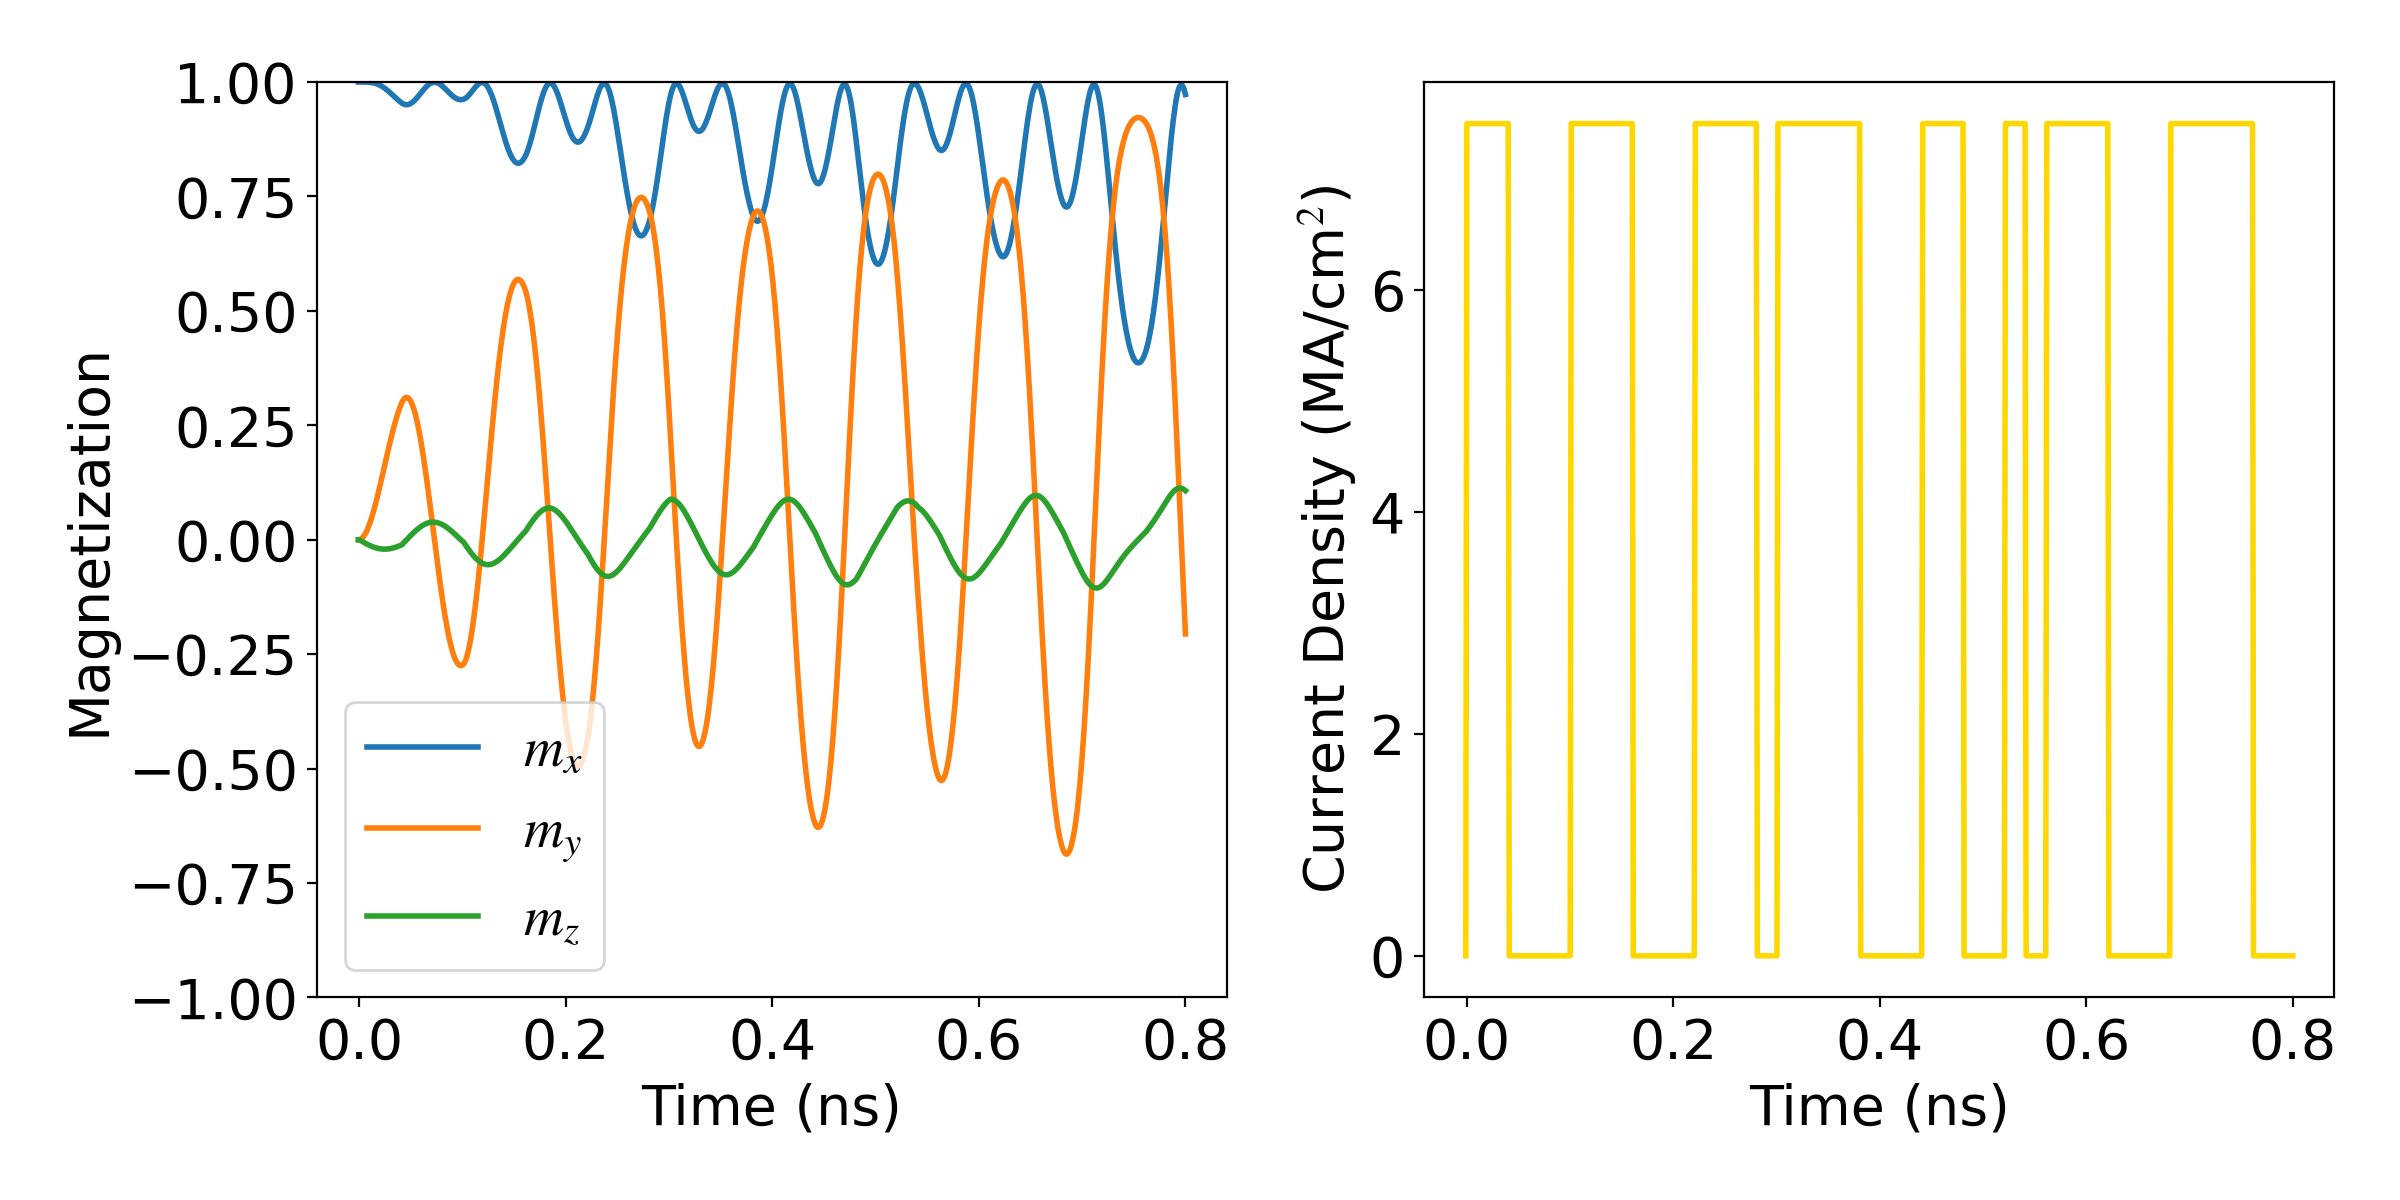 1.00
0.75
0.50
0.25
0.00
−0.25
−0.50
−0.75
−1.00
Magnetization
m_x
m_y
m_z
0.0 0.2 0.4 0.6 0.8
Time (ns)
6
4
2
0
Current Density (MA/cm²)
0.0 0.2 0.4 0.6 0.8
Time (ns)